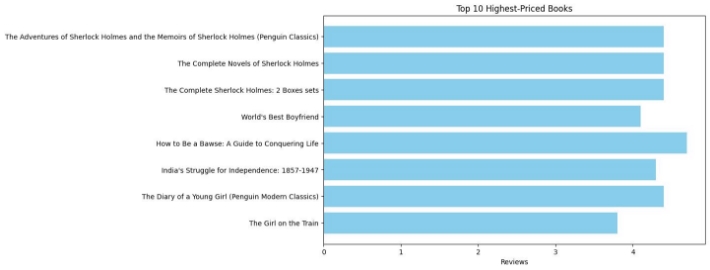 Top 10 Highest-Priced Books
The Adventures of Sherlock Holmes and the Memoirs of Sherlock Holmes (Penguin Classics)
The Complete Novels of Sherlock Holmes
The Complete Sherlock Holmes: 2 Boxes sets
World's Best Boyfriend
How to Be a Bawse: A Guide to Conquering Life
India's Struggle for Independence: 1857-1947
The Diary of a Young Girl (Penguin Modern Classics)
The Girl on the Train
0 1 2 3 4
Reviews